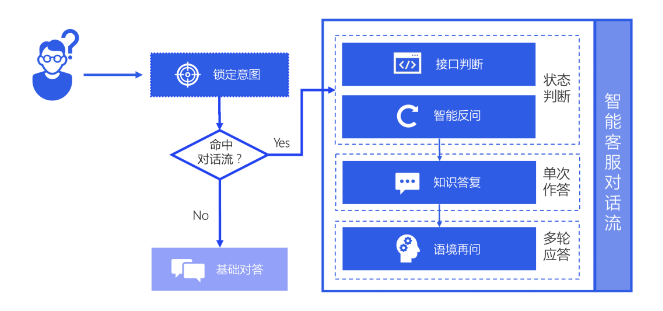 ?
锁定意图
命中
对话流？
Yes
No
基础对答
</>
接口判断
智能反问
状态
判断
知识答复
单次
作答
语境再问
多轮
应答
智能客服对话流